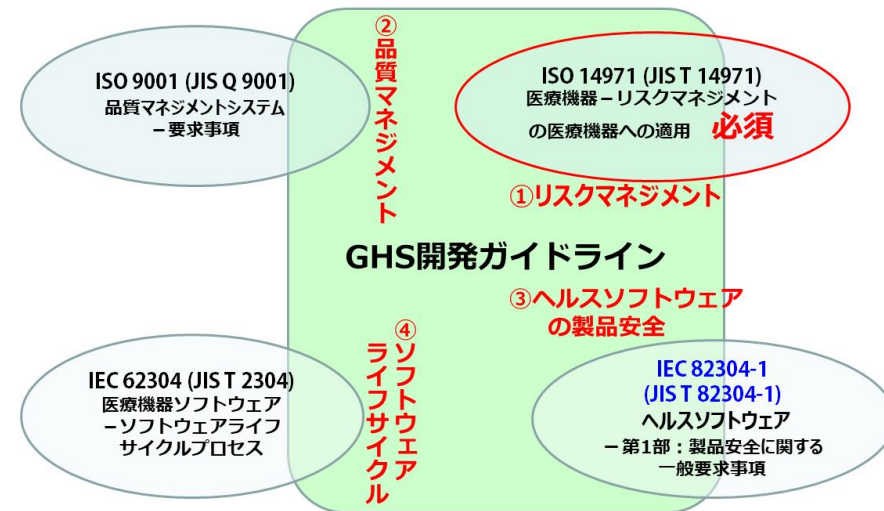 ISO 9001 (JIS Q 9001)
品質マネジメントシステム
－要求事項
②品質マネジメント
ISO 14971 (JIS T 14971)
医療機器－リスクマネジメント
の医療機器への適用 必須
①リスクマネジメント
GHS開発ガイドライン
③ヘルスソフトウェア
の製品安全
④ソフトウェア
ライフサイクル
IEC 62304 (JIS T 2304)
医療機器ソフトウェア
－ソフトウェアライフ
サイクルプロセス
IEC 82304-1
(JIS T 82304-1)
ヘルスソフトウェア
－第1部：製品安全に関する
一般要求事項